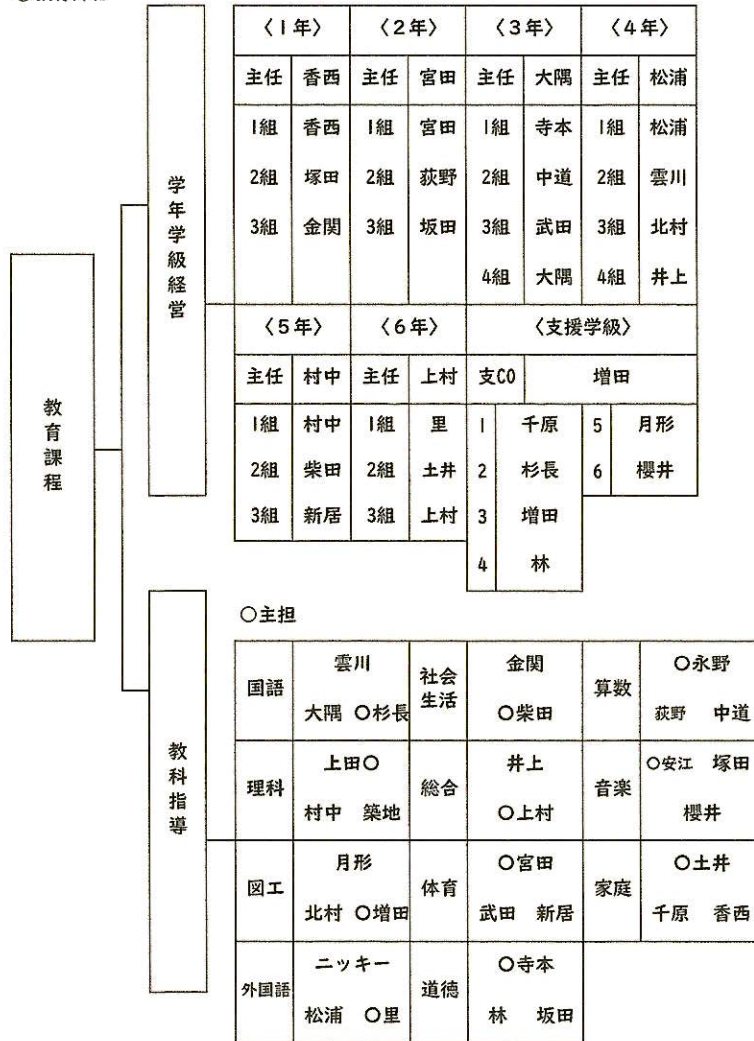 教育課程
学年学級経営
〈1年〉 〈2年〉 〈3年〉 〈4年〉
主任 香西 主任 宮田 主任 大隅 主任 松浦
1組 香西 1組 宮田 1組 寺本 1組 松浦
2組 塚田 2組 荻野 2組 中道 2組 雲川
3組 金関 3組 坂田 3組 武田 3組 北村
4組 大隅 4組 井上
〈5年〉 〈6年〉 〈支援学級〉
主任 村中 主任 上村 支CO 増田
1組 村中 1組 里 1 千原 5 月形
2組 柴田 2組 土井 2 杉長 6 櫻井
3組 新居 3組 上村 3 増田
4 林
教科指導
○主担
国語 雲川 社会 金関 算数 ○永野
大隅 ○杉長 生活 ○柴田 荻野 中道
理科 上田○ 総合 井上 音楽 ○安江 塚田
村中 築地 ○上村 櫻井
図工 月形 体育 ○宮田 家庭 ○土井
北村 ○増田 武田 新居 千原 香西
外国語 ニッキー 道徳 ○寺本
松浦 ○里 林 坂田